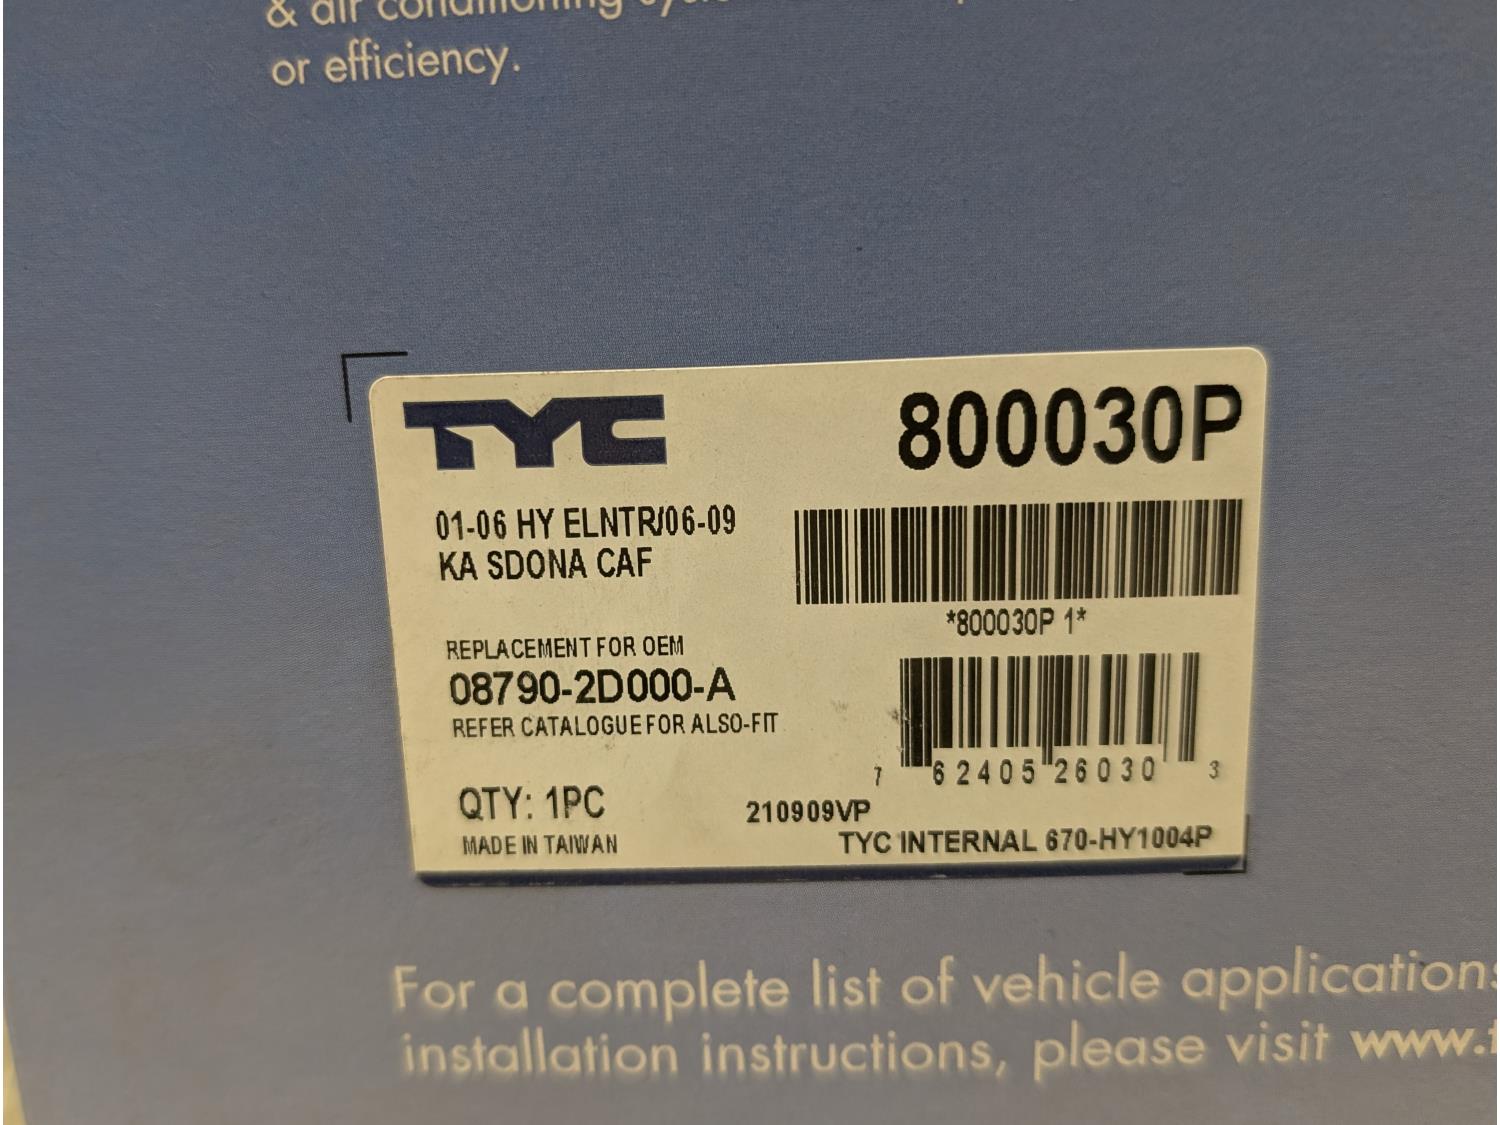 & air conditioning
or efficiency.
TYC
800030P
01-06 HY ELNTR/06-09
KA SDONA CAF
*800030P 1*
REPLACEMENT FOR OEM
08790-2D000-A
REFER CATALOGUE FOR ALSO-FIT
7 62405 26030 3
QTY: 1PC
210909VP
MADE IN TAIWAN
TYC INTERNAL 670-HY1004P
For a complete list of vehicle applications
installation instructions, please visit www.